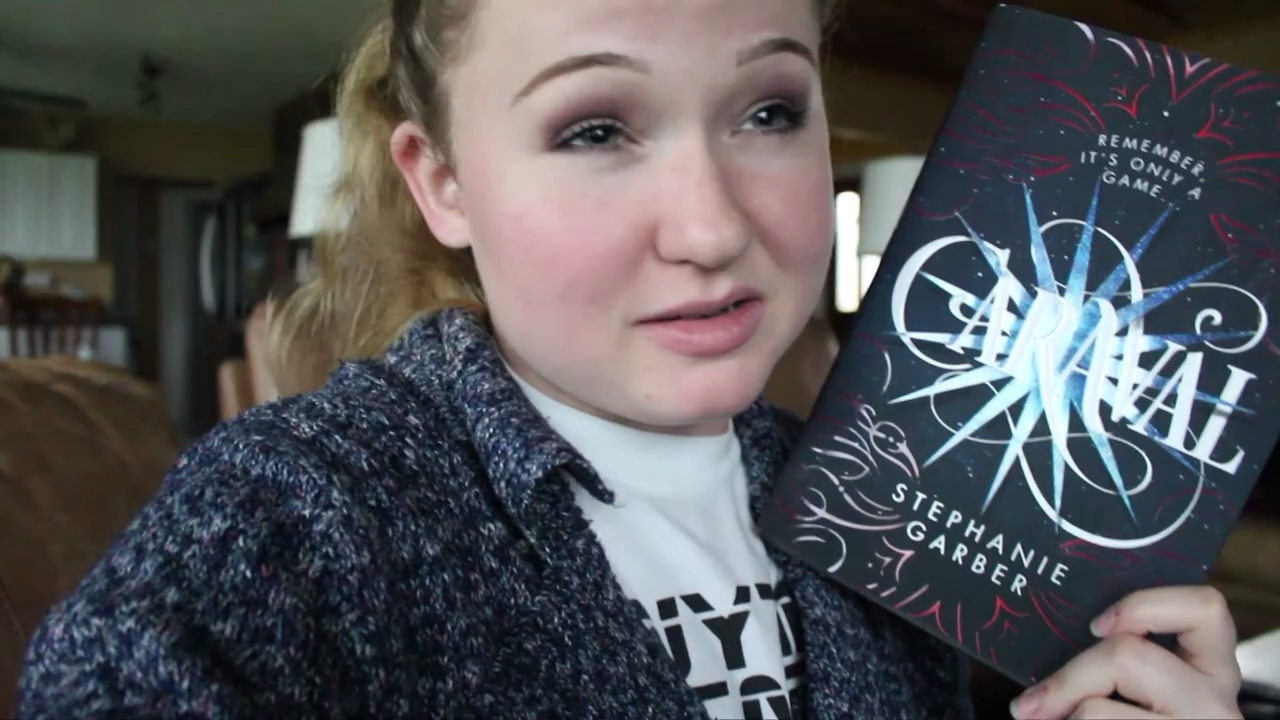 REMEMBER,
IT'S ONLY A
GAME.
CARAVAL
STEPHANIE
GARBER